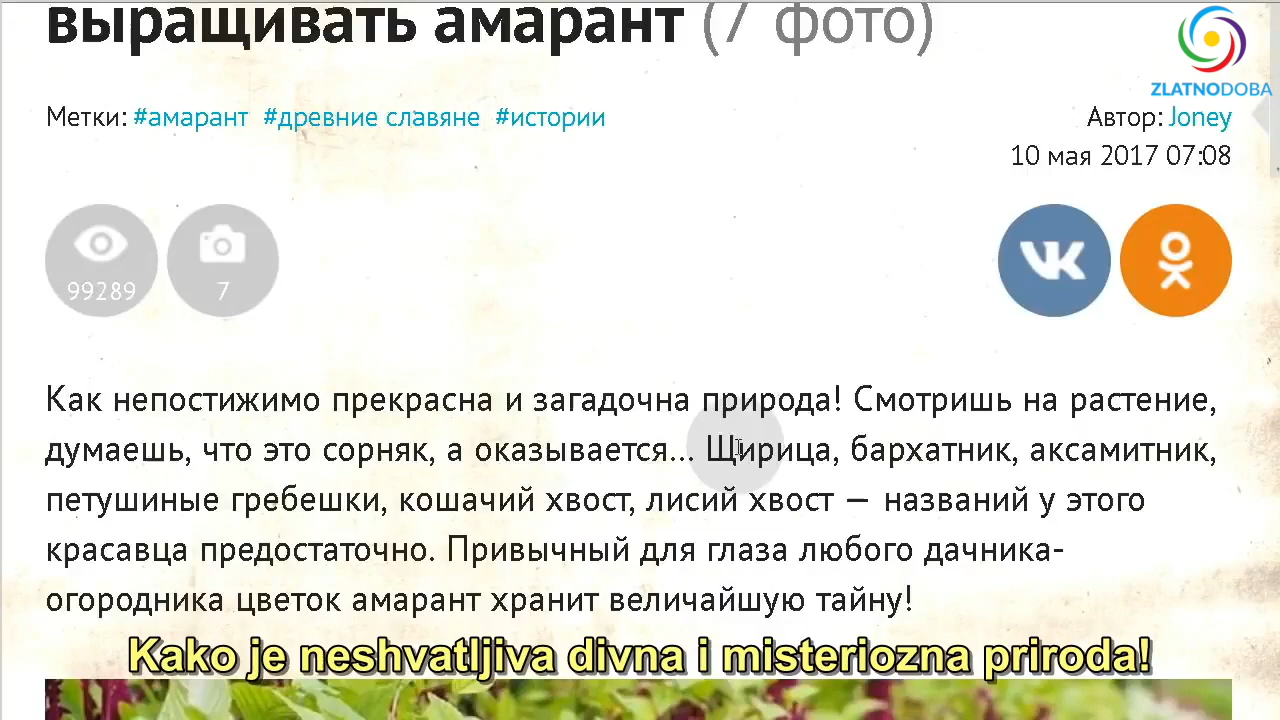 выращивать амарант (7 фото)
ZLATNODOBA
Метки: #амарант #древние славяне #истории
Автор: Joney
10 мая 2017 07:08
99289
7
Как непостижимо прекрасна и загадочна природа! Смотришь на растение,
думаешь, что это сорняк, а оказывается... Щирица, бархатник, аксамитник,
петушиные гребешки, кошачий хвост, лисий хвост — названий у этого
красавца предостаточно. Привычный для глаза любого дачника-
огородника цветок амарант хранит величайшую тайну!
Kako je neshvatljiva divna i misteriozna priroda!